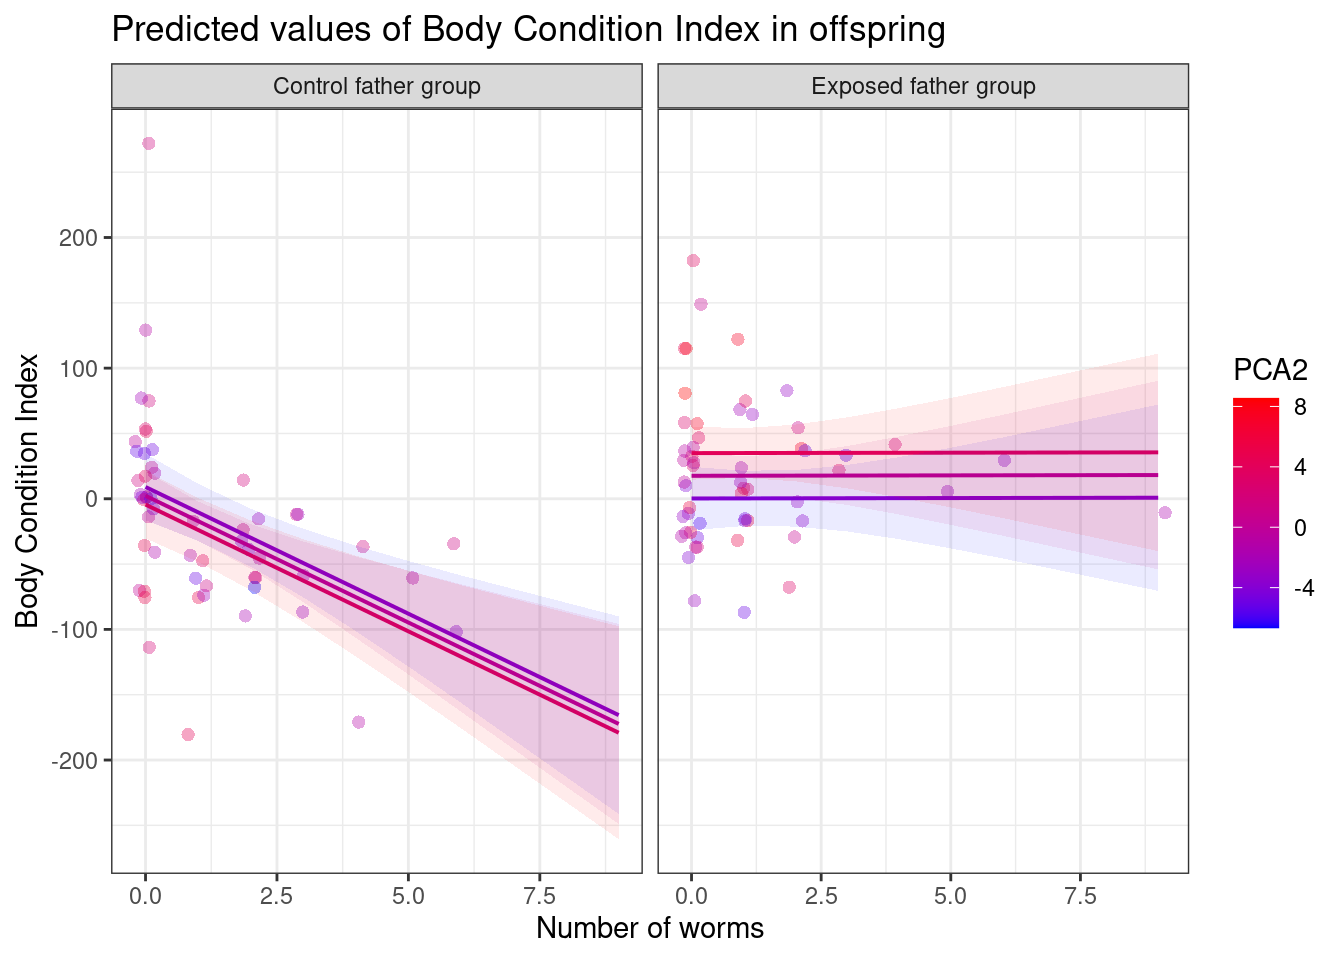 Predicted values of Body Condition Index in offspring
Control father group
Exposed father group
Body Condition Index
200
100
0
-100
-200
0.0 2.5 5.0 7.5
0.0 2.5 5.0 7.5
Number of worms
PCA2
8
4
0
-4